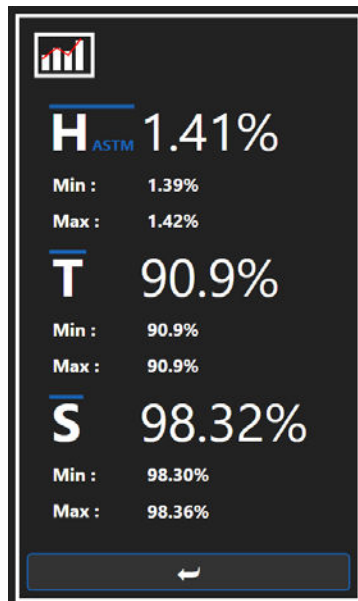 H ASTM 1.41%
Min : 1.39%
Max : 1.42%
T 90.9%
Min : 90.9%
Max : 90.9%
S 98.32%
Min : 98.30%
Max : 98.36%